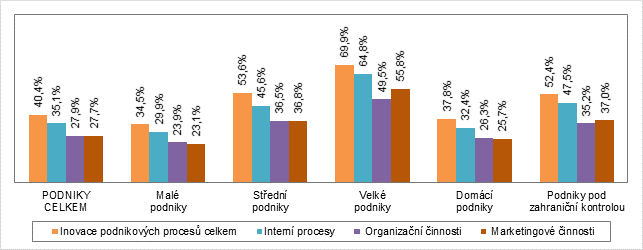 40,4% 35,1% 27,9% 27,7% 34,5% 29,9% 23,9% 23,1% 53,6% 45,6% 36,5% 36,8% 69,9% 64,8% 49,5% 55,8% 37,8% 32,4% 26,3% 25,7% 52,4% 47,5% 35,2% 37,0%
PODNIKY CELKEM
Malé podniky
Střední podniky
Velké podniky
Domácí podniky
Podniky pod zahraniční kontrolou
Inovace podnikových procesů celkem
Interní procesy
Organizační činnosti
Marketingové činnosti